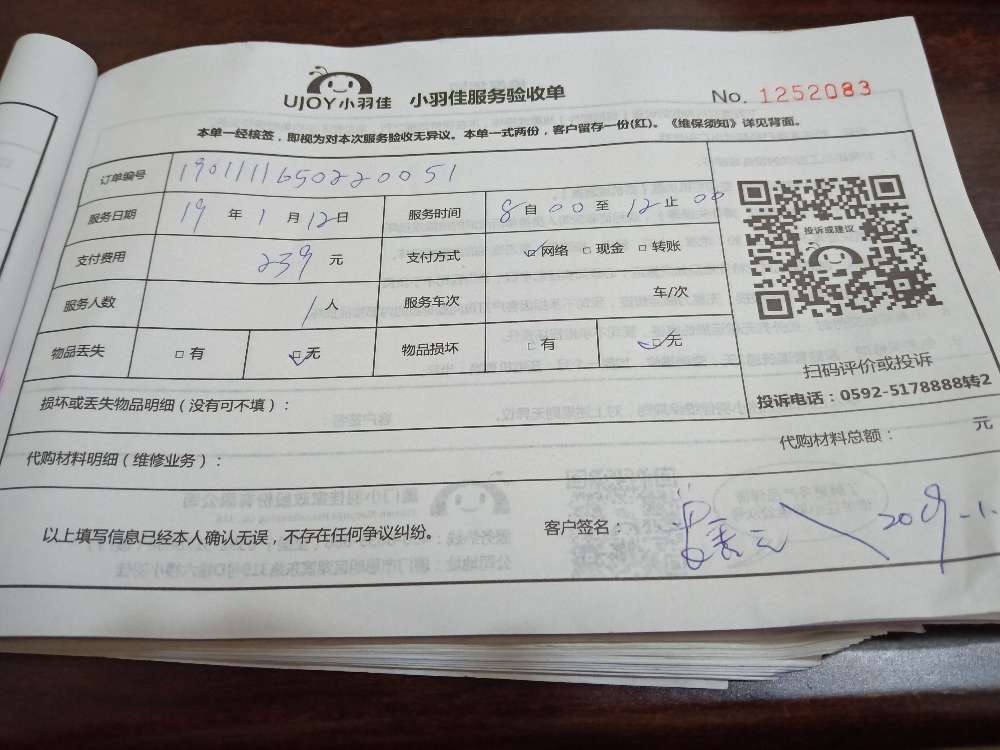 UJOY小羽佳 小羽佳服务验收单 No. 1252083
本单一经核签，即视为对本次服务验收无异议。本单一式两份，客户留存一份(红)。《维保须知》详见背面。
订单编号 190111165022005​1
服务日期 19 年 1 月 12 日 服务时间 8 自 00 至 12 止 00
支付费用 239 元 支付方式 ☑网络 □现金 □转账
服务人数 1 人 服务车次 车/次
物品丢失 □有 ☑无 物品损坏 □有 ☑无
投诉或建议
扫码评价或投诉
投诉电话：0592-5178888转2
损坏或丢失物品明细（没有可不填）：
代购材料明细（维修业务）： 代购材料总额： 元
以上填写信息已经本人确认无误，不存在任何争议纠纷。 客户签名： 2019-1.